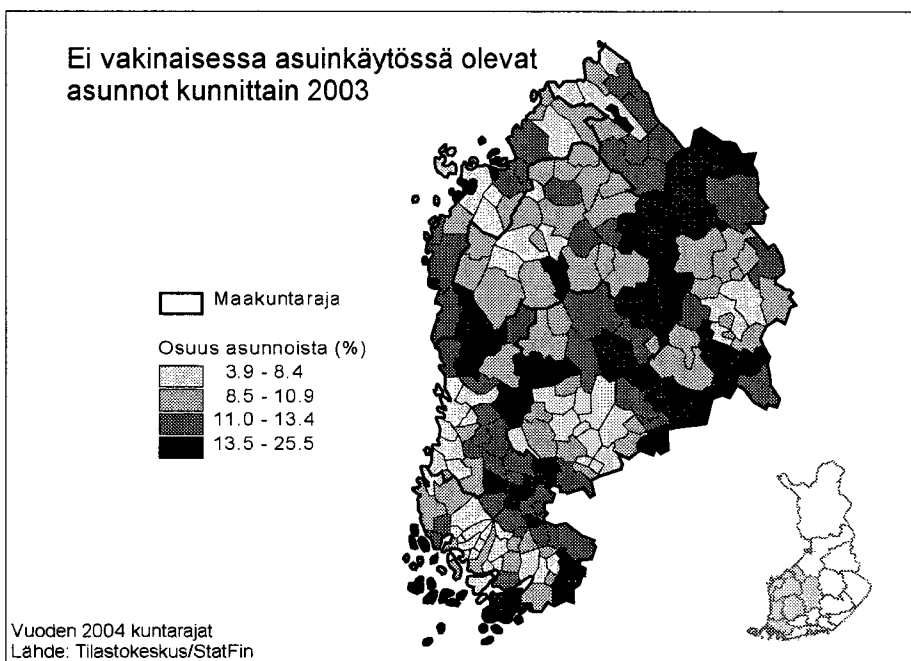 Ei vakinaisessa asuinkäytössä olevat
asunnot kunnittain 2003
Maakuntaraja
Osuus asunnoista (%)
3.9 - 8.4
8.5 - 10.9
11.0 - 13.4
13.5 - 25.5
Vuoden 2004 kuntarajat
Lähde: Tilastokeskus/StatFin